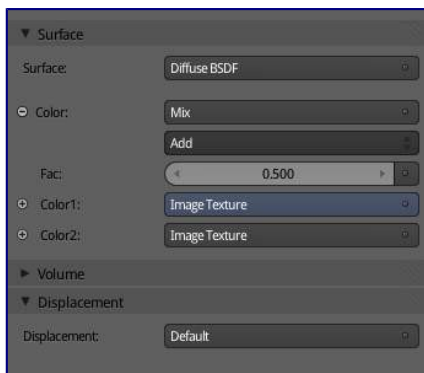 Surface
Surface: Diffuse BSDF
Color: Mix
Add
Fac: 0.500
Color1: Image Texture
Color2: Image Texture
Volume
Displacement
Displacement: Default